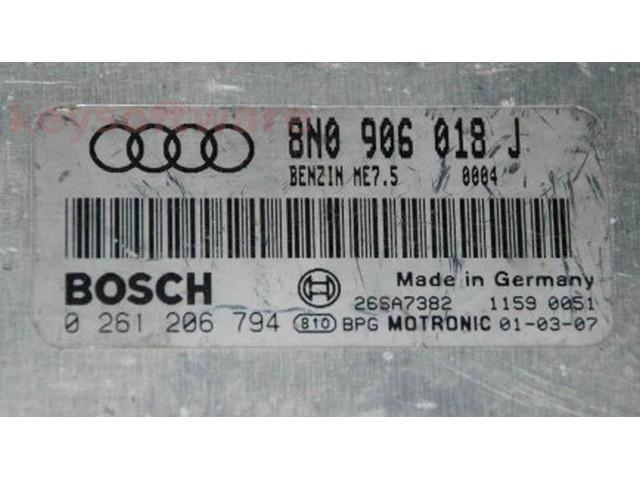 keysoftware
8N0 906 018 J
BENZIN ME7.5 0004
BOSCH Made in Germany
26SA7382 1159 0051
0 261 206 794 810 BPG MOTRONIC 01-03-07